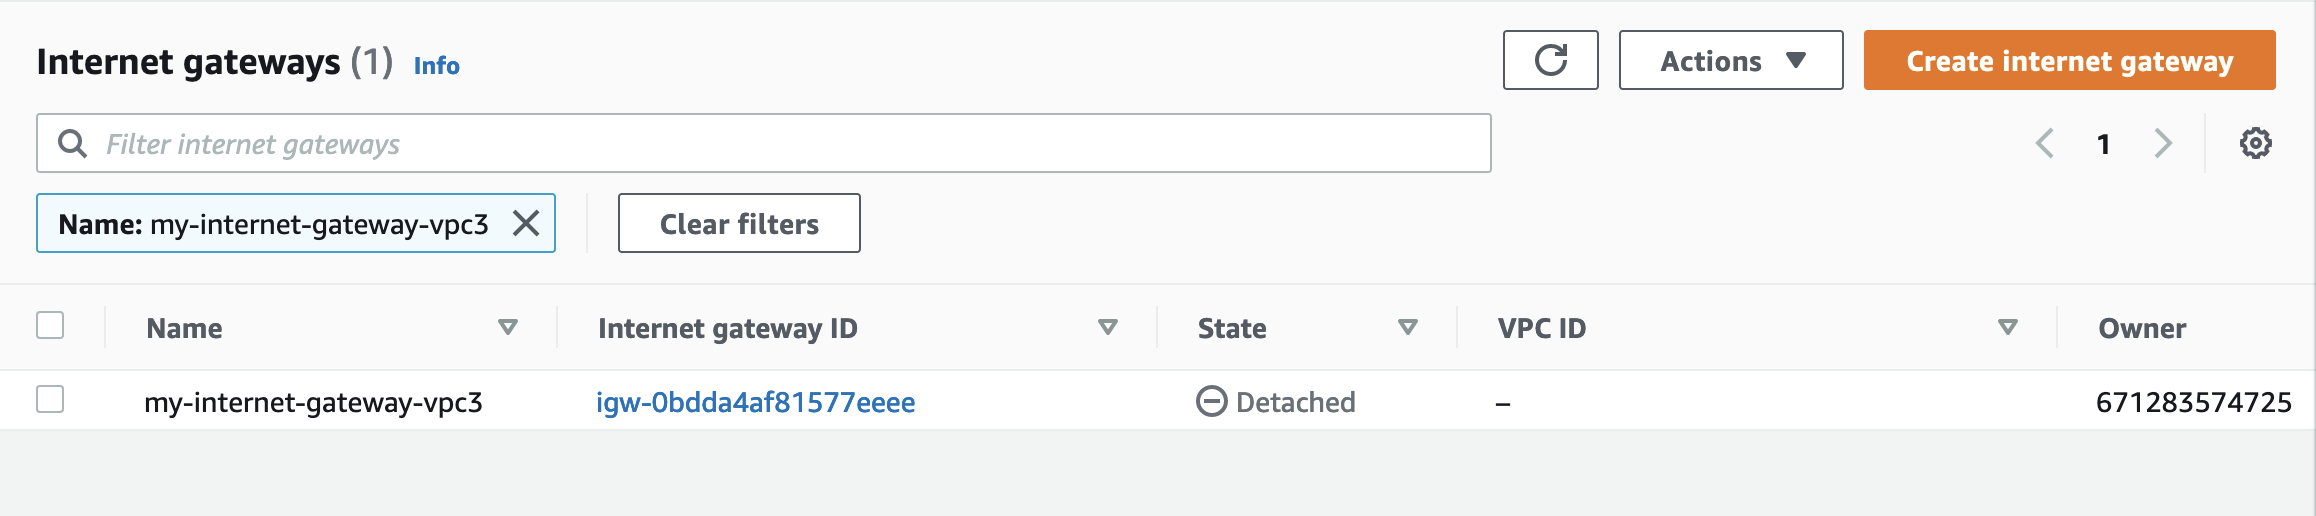 Internet gateways (1) Info
Actions
Create internet gateway
Filter internet gateways
1
Name: my-internet-gateway-vpc3
Clear filters
Name Internet gateway ID State VPC ID Owner
my-internet-gateway-vpc3 igw-0bdda4af81577eeee Detached – 671283574725